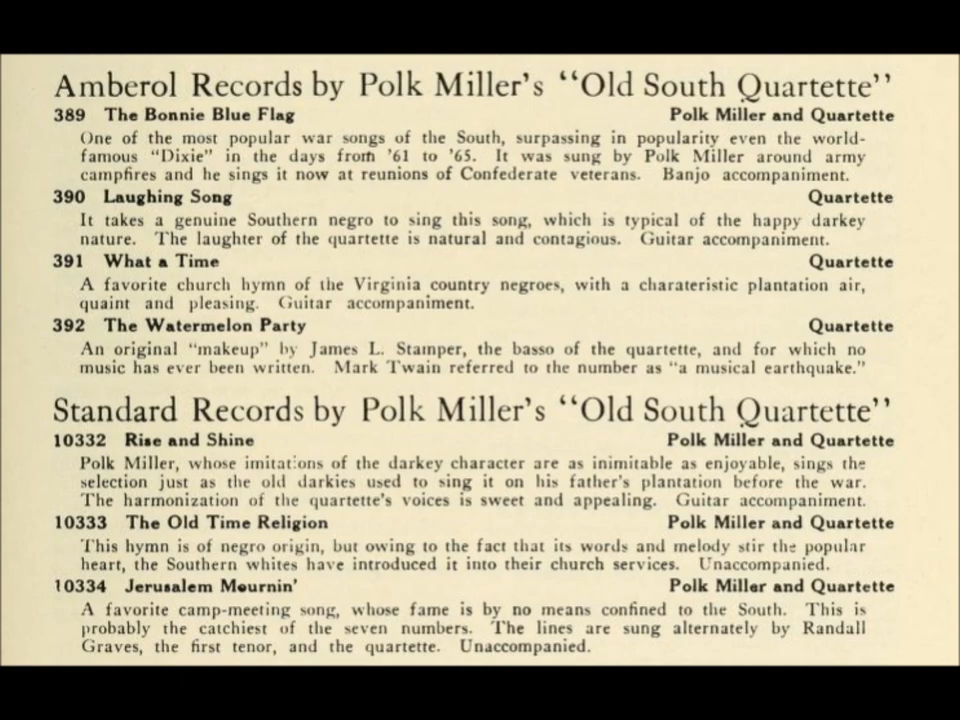 Amberol Records by Polk Miller's "Old South Quartette"
389 The Bonnie Blue Flag Polk Miller and Quartette
One of the most popular war songs of the South, surpassing in popularity even the world-
famous "Dixie" in the days from '61 to '65. It was sung by Polk Miller around army
campfires and he sings it now at reunions of Confederate veterans. Banjo accompaniment.
390 Laughing Song Quartette
It takes a genuine Southern negro to sing this song, which is typical of the happy darkey
nature. The laughter of the quartette is natural and contagious. Guitar accompaniment.
391 What a Time Quartette
A favorite church hymn of the Virginia country negroes, with a charateristic plantation air,
quaint and pleasing. Guitar accompaniment.
392 The Watermelon Party Quartette
An original "makeup" by James L. Stamper, the basso of the quartette, and for which no
music has ever been written. Mark Twain referred to the number as "a musical earthquake."
Standard Records by Polk Miller's "Old South Quartette"
10332 Rise and Shine Polk Miller and Quartette
Polk Miller, whose imitations of the darkey character are as inimitable as enjoyable, sings the
selection just as the old darkies used to sing it on his father's plantation before the war.
The harmonization of the quartette's voices is sweet and appealing. Guitar accompaniment.
10333 The Old Time Religion Polk Miller and Quartette
This hymn is of negro origin, but owing to the fact that its words and melody stir the popular
heart, the Southern whites have introduced it into their church services. Unaccompanied.
10334 Jerusalem Mournin' Polk Miller and Quartette
A favorite camp-meeting song, whose fame is by no means confined to the South. This is
probably the catchiest of the seven numbers. The lines are sung alternately by Randall
Graves, the first tenor, and the quartette. Unaccompanied.